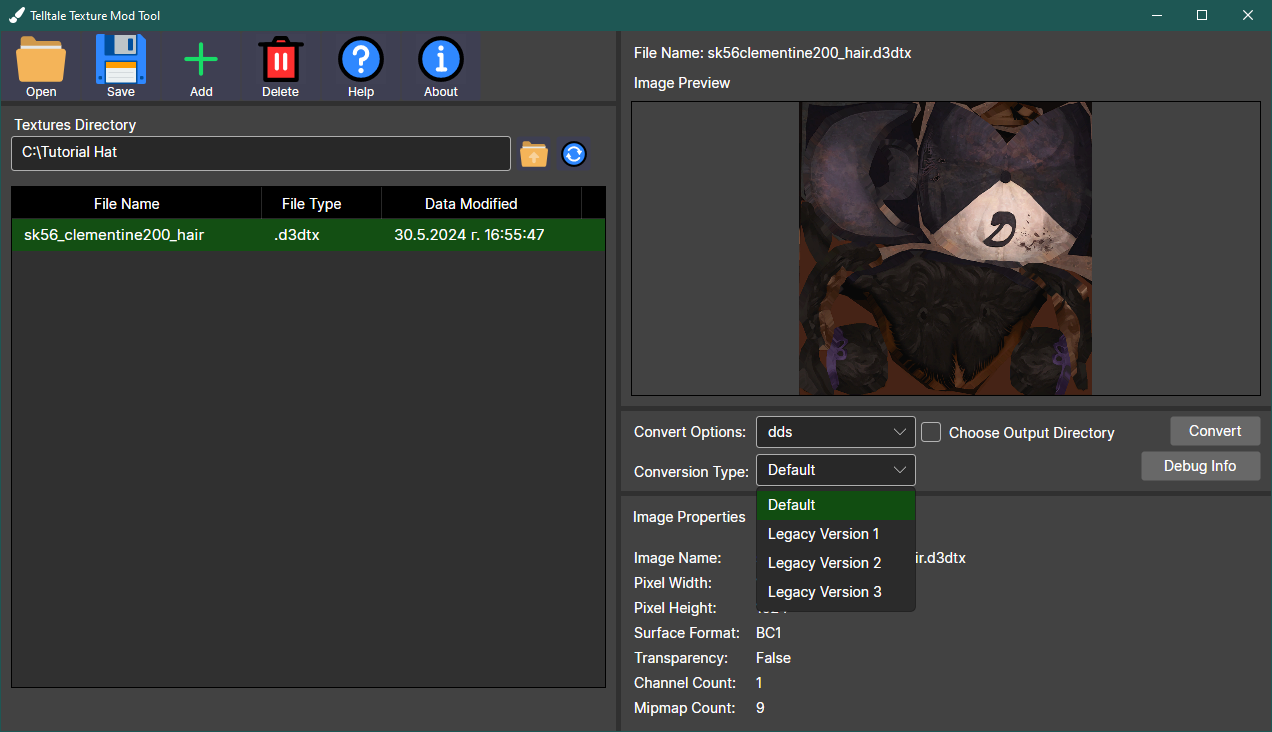 Telltale Texture Mod Tool
Open Save Add Delete Help About
Textures Directory
C:\Tutorial Hat
File Name File Type Data Modified
sk56_clementine200_hair .d3dtx 30.5.2024 г. 16:55:47
File Name: sk56clementine200_hair.d3dtx
Image Preview
D
Convert Options: dds Choose Output Directory Convert
Conversion Type: Default Debug Info
Default
Legacy Version 1
Legacy Version 2
Legacy Version 3
Image Properties
Image Name: ir.d3dtx
Pixel Width:
Pixel Height:
Surface Format: BC1
Transparency: False
Channel Count: 1
Mipmap Count: 9